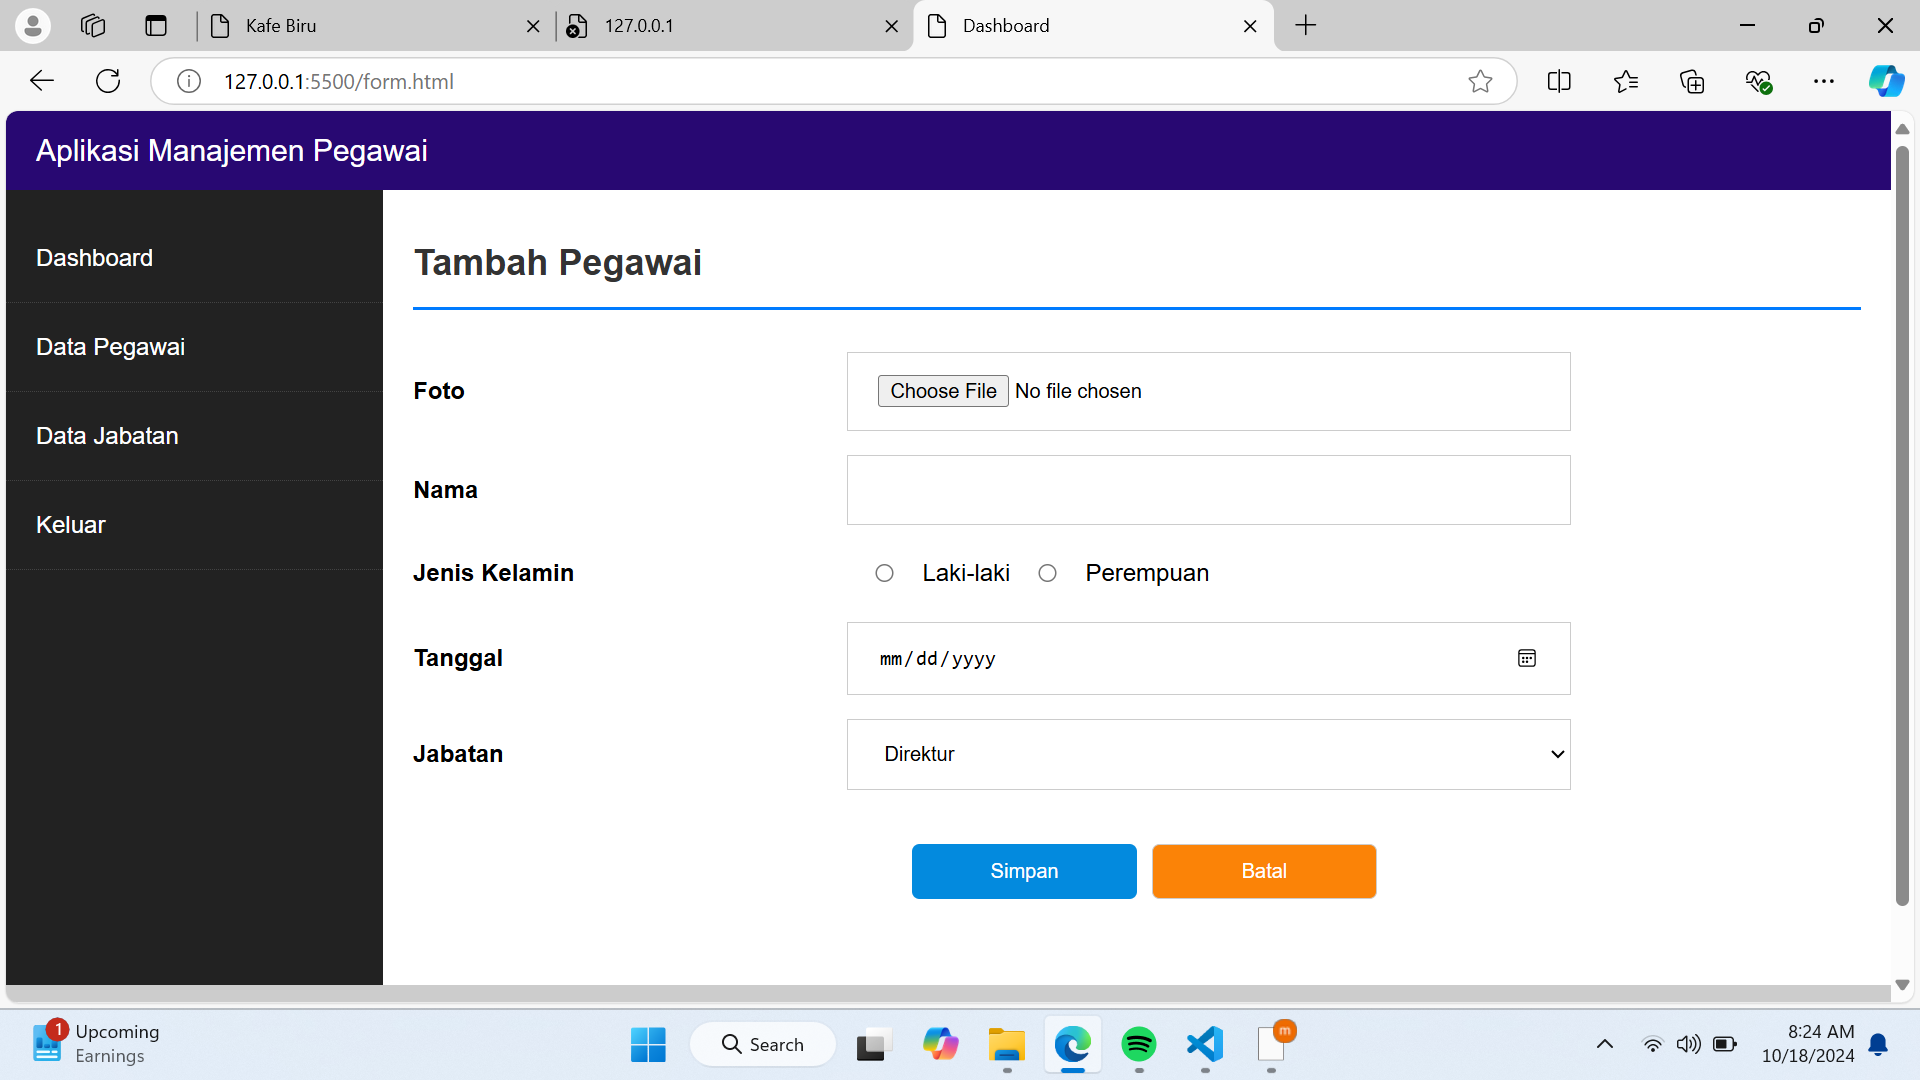 Kafe Biru
127.0.0.1
Dashboard
127.0.0.1:5500/form.html
Aplikasi Manajemen Pegawai
Dashboard
Data Pegawai
Data Jabatan
Keluar
Tambah Pegawai
Foto
Choose File No file chosen
Nama
Jenis Kelamin
Laki-laki
Perempuan
Tanggal
mm/dd/yyyy
Jabatan
Direktur
Simpan
Batal
1
Upcoming
Earnings
Search
m
8:24 AM
10/18/2024